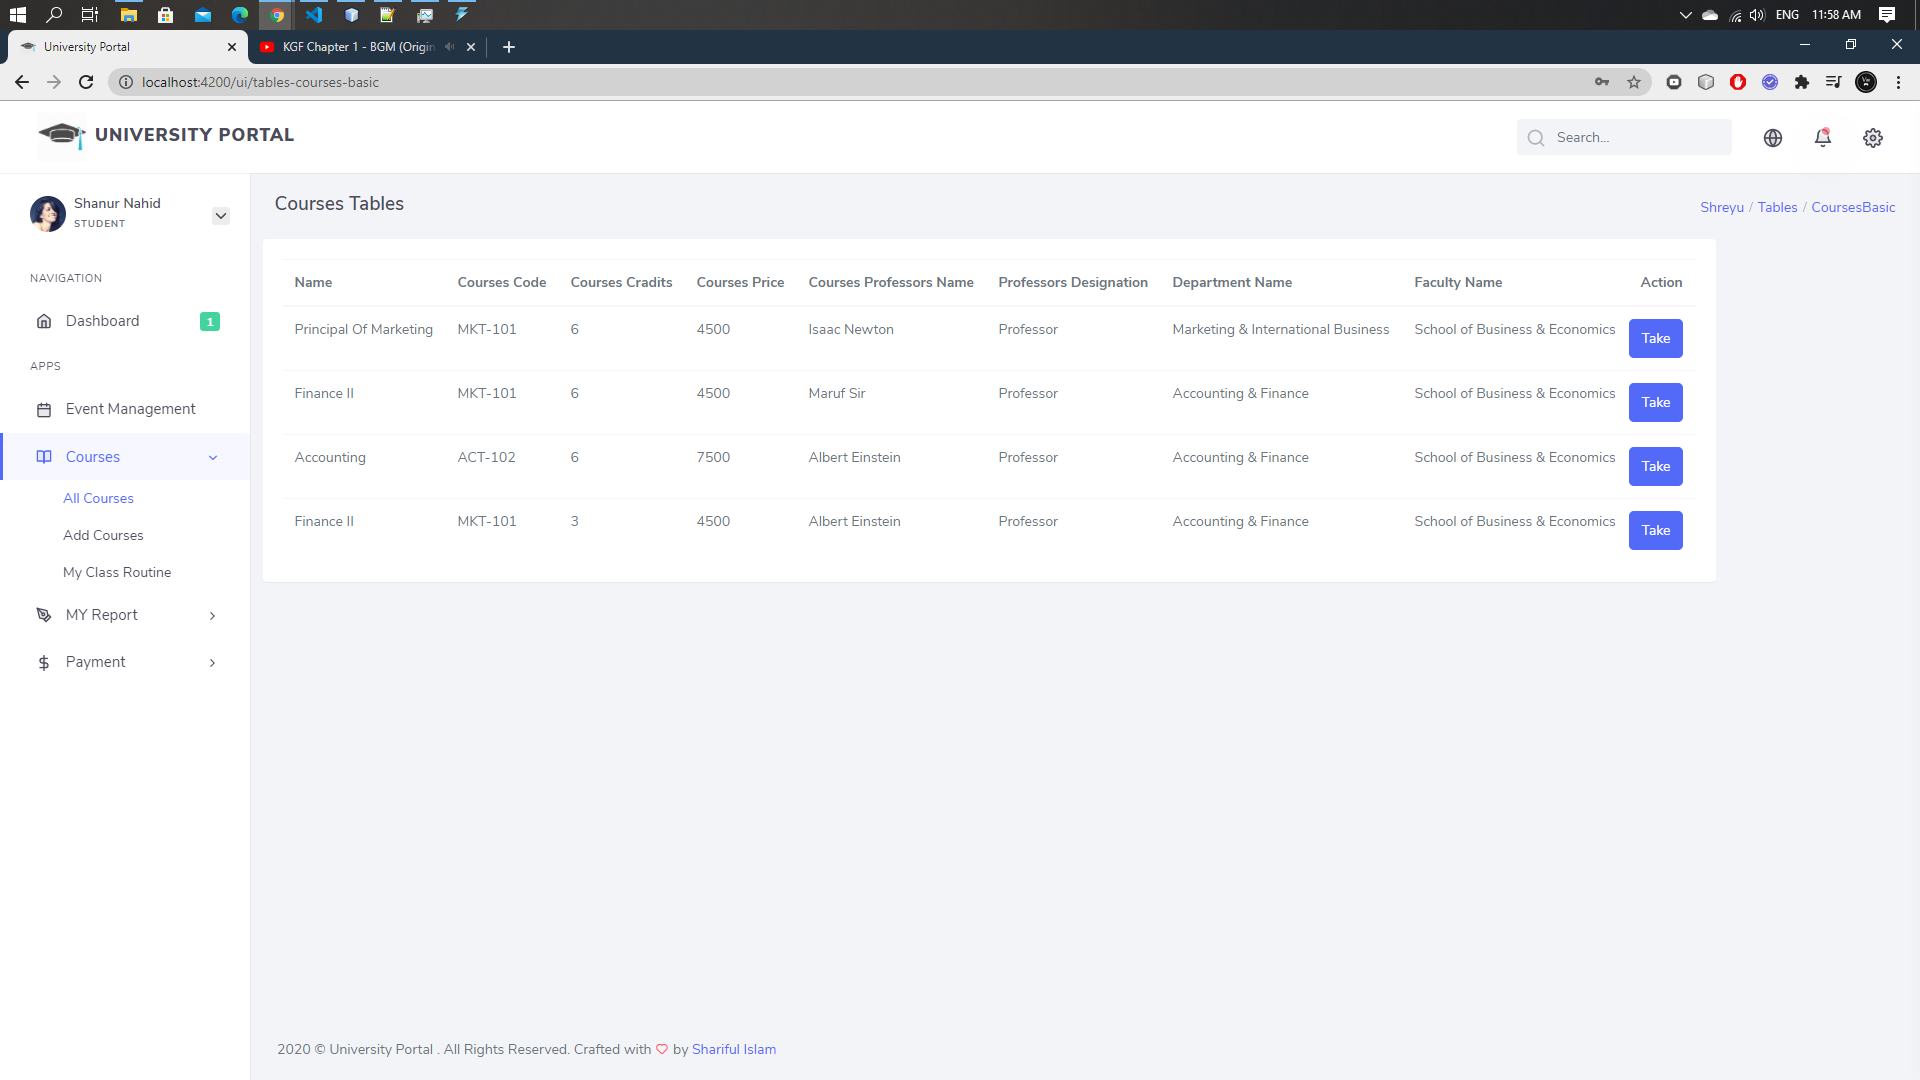 ENG 11:58 AM
University Portal
KGF Chapter 1 - BGM (Origin
localhost:4200/ui/tables-courses-basic
UNIVERSITY PORTAL
Search...
Shanur Nahid
STUDENT
Courses Tables
Shreyu / Tables / CoursesBasic
NAVIGATION
Dashboard 1
APPS
Event Management
Courses
All Courses
Add Courses
My Class Routine
MY Report
Payment
Name Courses Code Courses Cradits Courses Price Courses Professors Name Professors Designation Department Name Faculty Name Action
Principal Of Marketing MKT-101 6 4500 Isaac Newton Professor Marketing & International Business School of Business & Economics Take
Finance II MKT-101 6 4500 Maruf Sir Professor Accounting & Finance School of Business & Economics Take
Accounting ACT-102 6 7500 Albert Einstein Professor Accounting & Finance School of Business & Economics Take
Finance II MKT-101 3 4500 Albert Einstein Professor Accounting & Finance School of Business & Economics Take
2020 © University Portal . All Rights Reserved. Crafted with ♡ by Shariful Islam